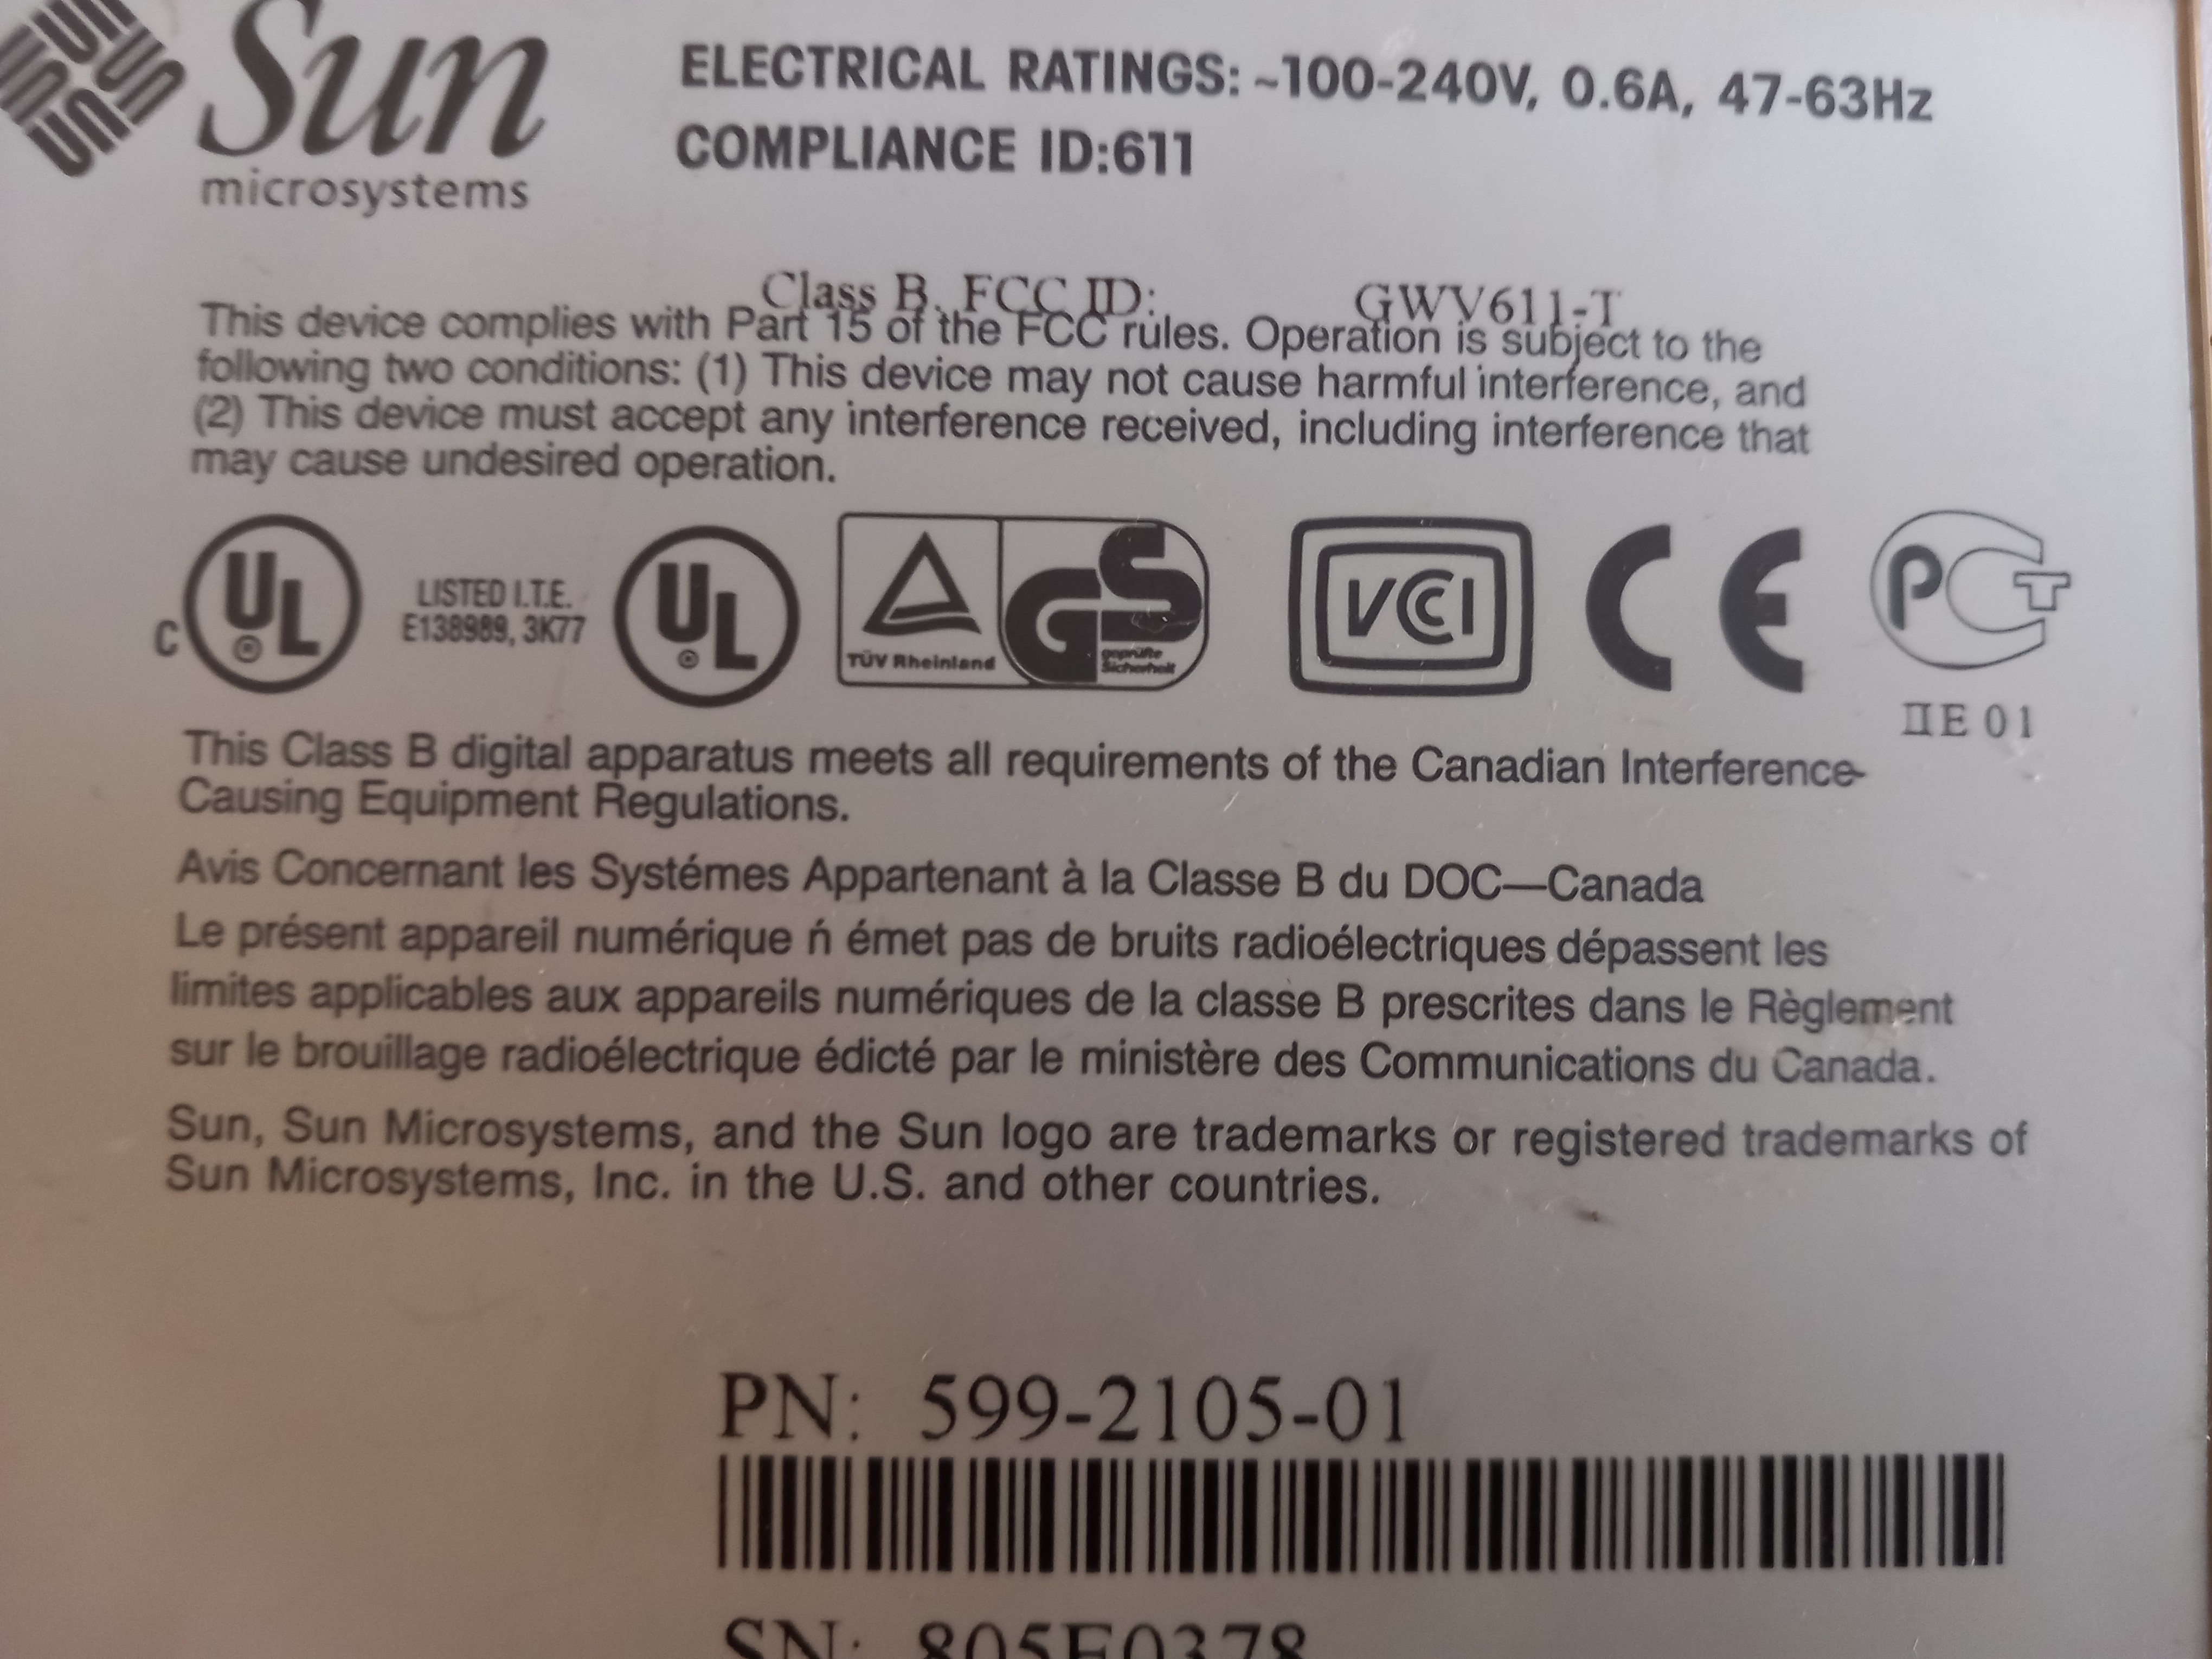 Sun
microsystems
ELECTRICAL RATINGS: ~100-240V, 0.6A, 47-63Hz
COMPLIANCE ID:611
Class B, FCC ID: GWV611-T
This device complies with Part 15 of the FCC rules. Operation is subject to the
following two conditions: (1) This device may not cause harmful interference, and
(2) This device must accept any interference received, including interference that
may cause undesired operation.
C UL
LISTED I.T.E.
E138989, 3K77
UL
TÜV Rheinland
GS
geprüfte
Sicherheit
VCCI
CE
PCT
ПЕ 01
This Class B digital apparatus meets all requirements of the Canadian Interference-
Causing Equipment Regulations.
Avis Concernant les Systémes Appartenant à la Classe B du DOC—Canada
Le présent appareil numérique ń émet pas de bruits radioélectriques dépassent les
limites applicables aux appareils numériques de la classe B prescrites dans le Règlement
sur le brouillage radioélectrique édicté par le ministère des Communications du Canada.
Sun, Sun Microsystems, and the Sun logo are trademarks or registered trademarks of
Sun Microsystems, Inc. in the U.S. and other countries.
PN: 599-2105-01
SN: 805E0378